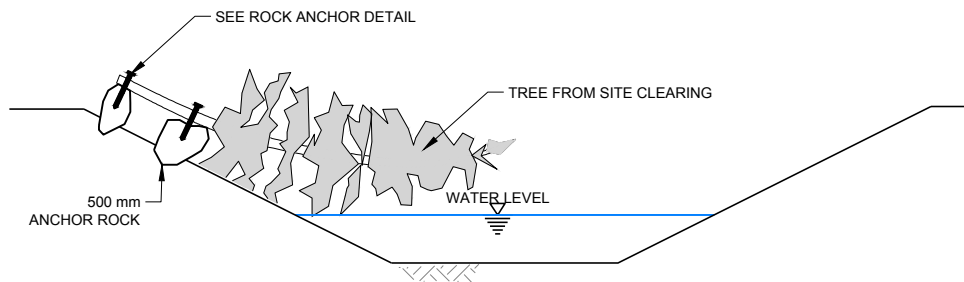 SEE ROCK ANCHOR DETAIL
TREE FROM SITE CLEARING
WATER LEVEL
500 mm
ANCHOR ROCK